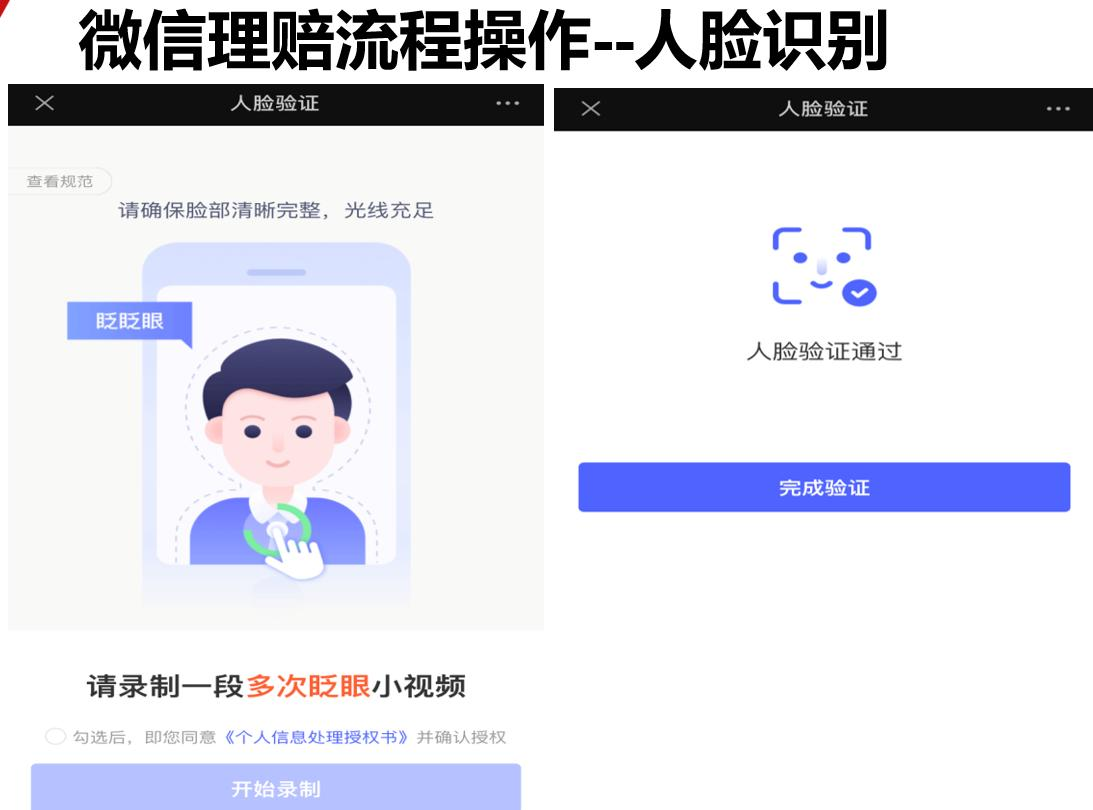 微信理赔流程操作--人脸识别
人脸验证
查看规范
请确保脸部清晰完整，光线充足
眨眨眼
请录制一段多次眨眼小视频
勾选后，即您同意《个人信息处理授权书》并确认授权
开始录制
人脸验证
人脸验证通过
完成验证